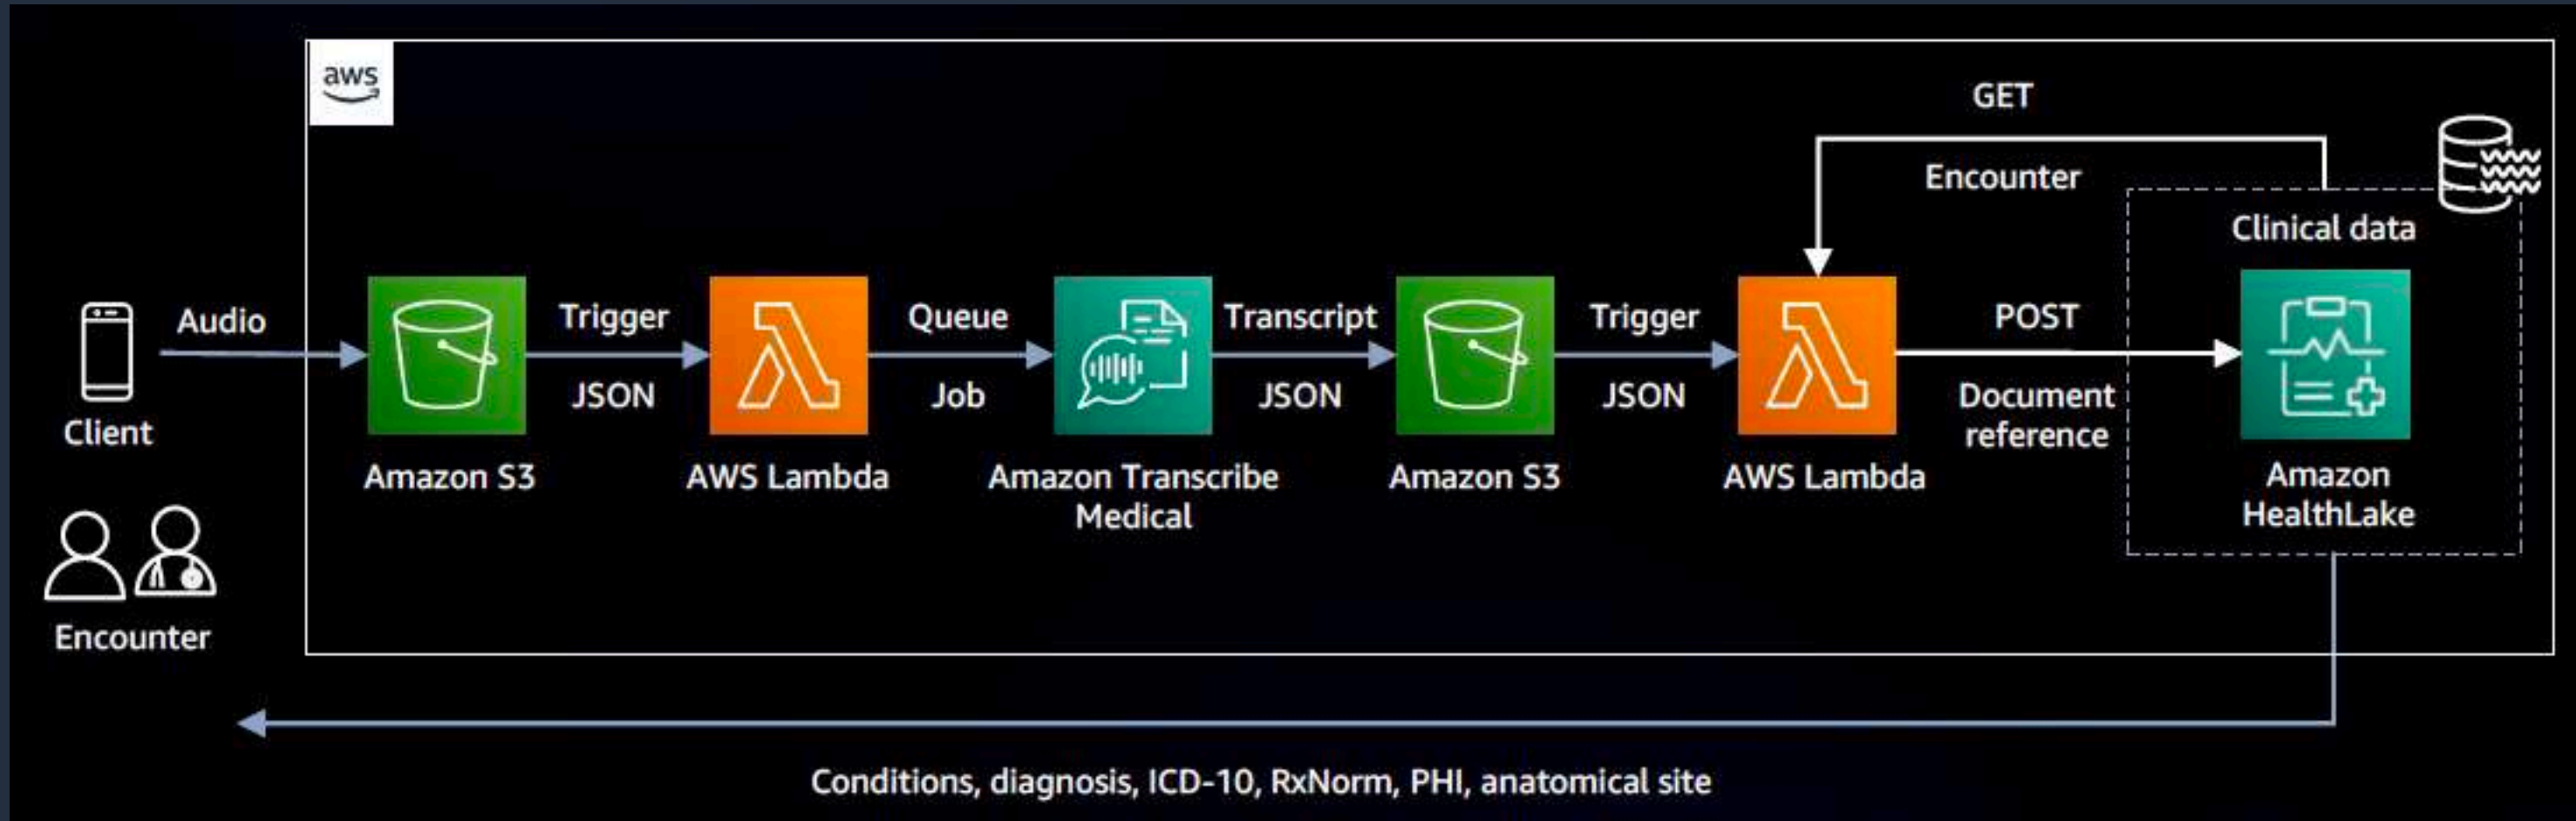 aws
GET
Encounter
Clinical data
Audio
Trigger
JSON
Queue
Job
Transcript
JSON
Trigger
JSON
POST
Document
reference
Client
Amazon S3
AWS Lambda
Amazon Transcribe
Medical
Amazon S3
AWS Lambda
Amazon
HealthLake
Encounter
Conditions, diagnosis, ICD-10, RxNorm, PHI, anatomical site